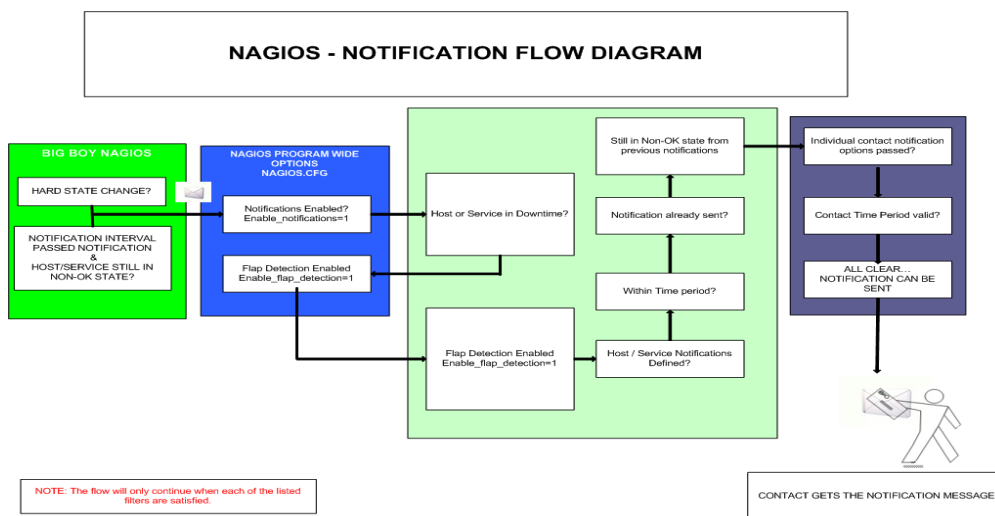 NAGIOS - NOTIFICATION FLOW DIAGRAM
BIG BOY NAGIOS
HARD STATE CHANGE?
NOTIFICATION INTERVAL
PASSED NOTIFICATION
&
HOST/SERVICE STILL IN
NON-OK STATE?
NAGIOS PROGRAM WIDE
OPTIONS
NAGIOS.CFG
Notifications Enabled?
Enable_notifications=1
Flap Detection Enabled
Enable_flap_detection=1
Host or Service in Downtime?
Flap Detection Enabled
Enable_flap_detection=1
Still in Non-OK state from
previous notifications
Notification already sent?
Within Time period?
Host / Service Notifications
Defined?
Individual contact notification
options passed?
Contact Time Period valid?
ALL CLEAR...
NOTIFICATION CAN BE
SENT
NOTE: The flow will only continue when each of the listed
filters are satisfied.
CONTACT GETS THE NOTIFICATION MESSAGE